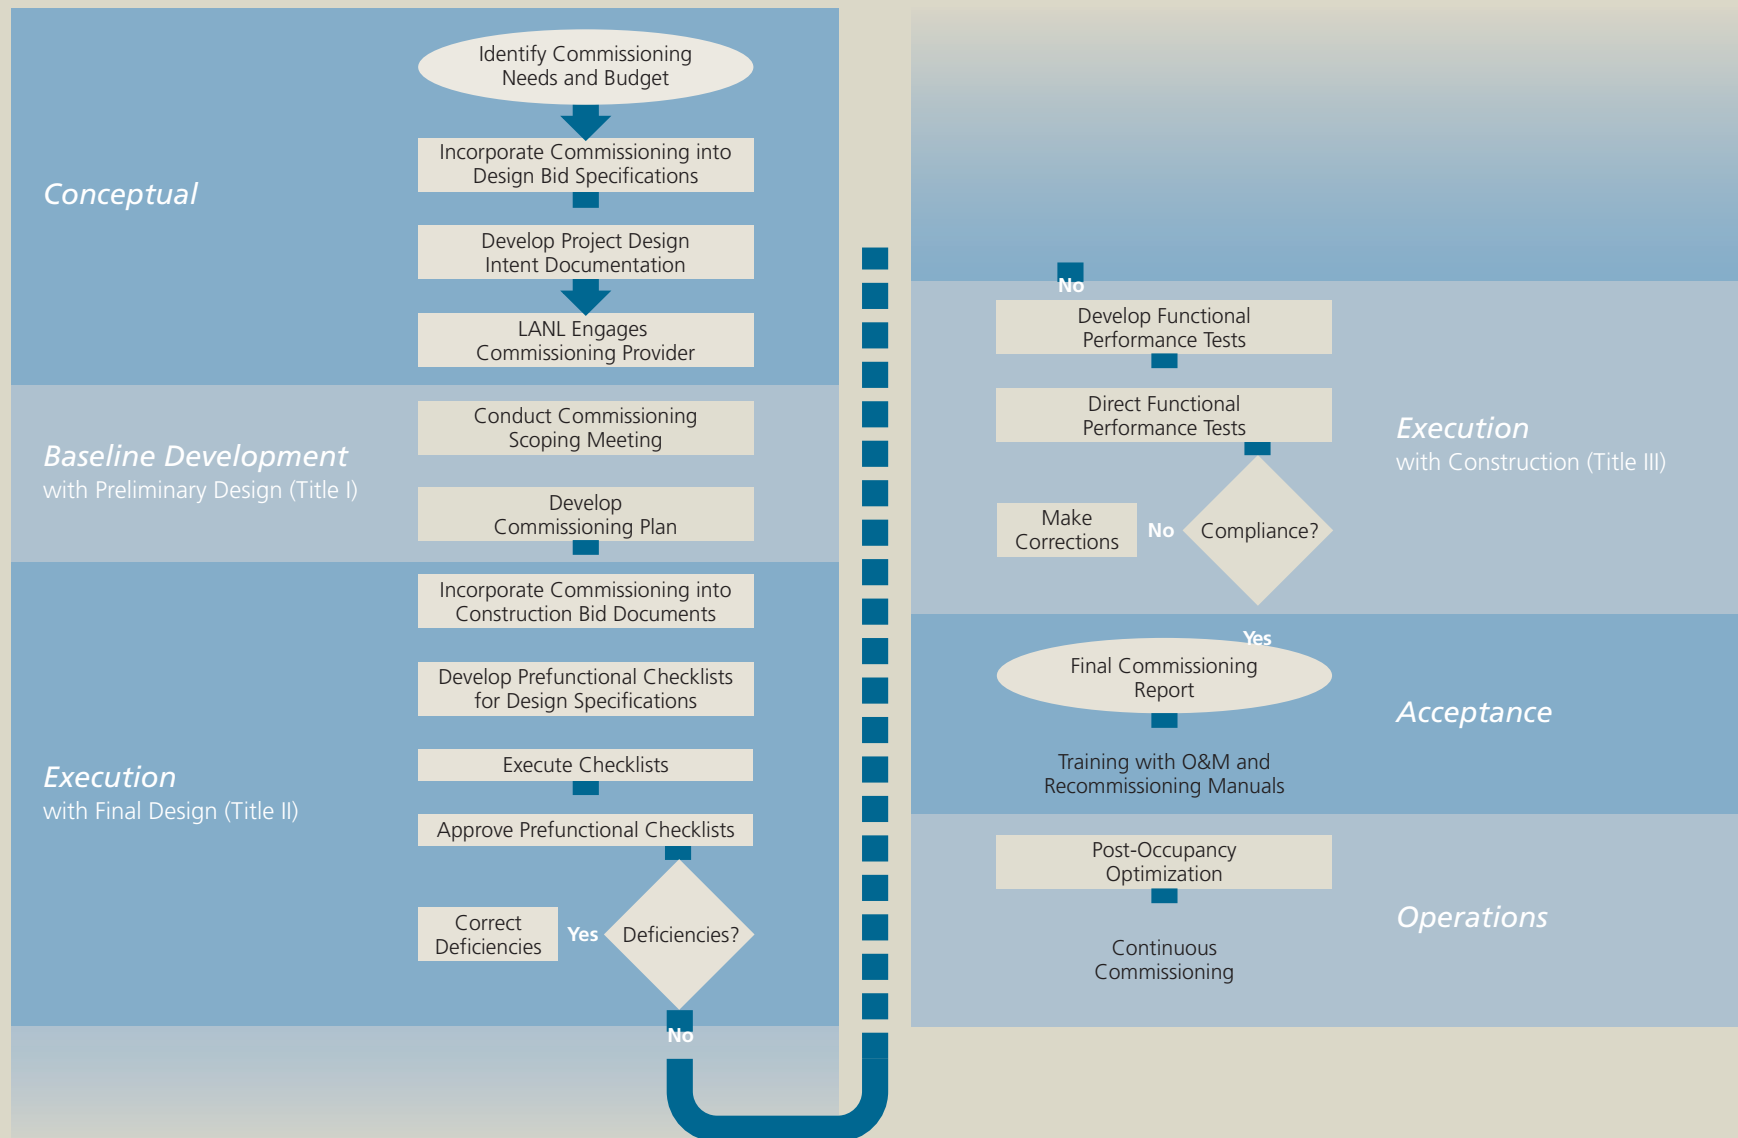 Conceptual
Identify Commissioning
Needs and Budget
Incorporate Commissioning into
Design Bid Specifications
Develop Project Design
Intent Documentation
LANL Engages
Commissioning Provider
Baseline Development
with Preliminary Design (Title I)
Conduct Commissioning
Scoping Meeting
Develop
Commissioning Plan
Execution
with Final Design (Title II)
Incorporate Commissioning into
Construction Bid Documents
Develop Prefunctional Checklists
for Design Specifications
Execute Checklists
Approve Prefunctional Checklists
Correct
Deficiencies
Yes
Deficiencies?
No
No
Develop Functional
Performance Tests
Direct Functional
Performance Tests
Execution
with Construction (Title III)
Make
Corrections
No
Compliance?
Yes
Final Commissioning
Report
Acceptance
Training with O&M and
Recommissioning Manuals
Post-Occupancy
Optimization
Operations
Continuous
Commissioning